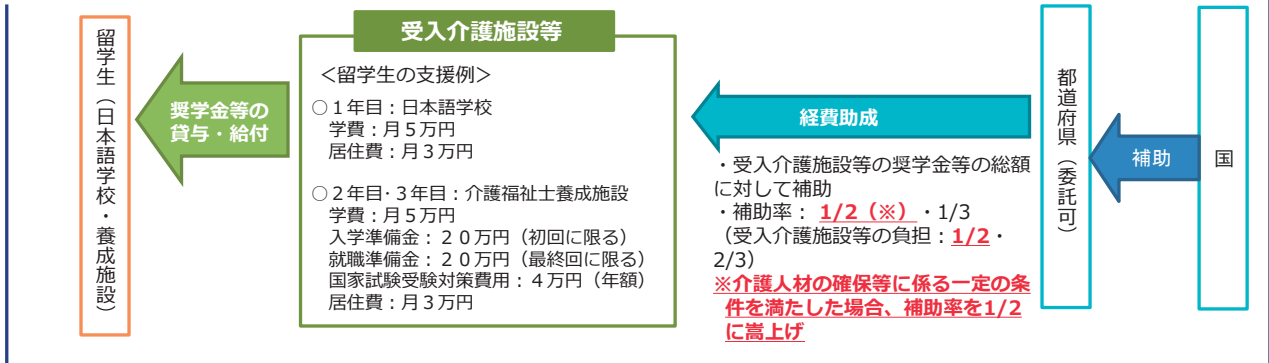 留学生（日本語学校・養成施設）
奨学金等の
貸与・給付
受入介護施設等
＜留学生の支援例＞
○１年目：日本語学校
学費：月５万円
居住費：月３万円
○２年目･３年目：介護福祉士養成施設
学費：月５万円
入学準備金：２０万円（初回に限る）
就職準備金：２０万円（最終回に限る）
国家試験受験対策費用：４万円（年額）
居住費：月３万円
経費助成
・受入介護施設等の奨学金等の総額
に対して補助
・補助率： 1/2（※）・1/3
（受入介護施設等の負担：1/2・
2/3）
※介護人材の確保等に係る一定の条
件を満たした場合、補助率を1/2
に嵩上げ
都道府県（委託可）
補助
国